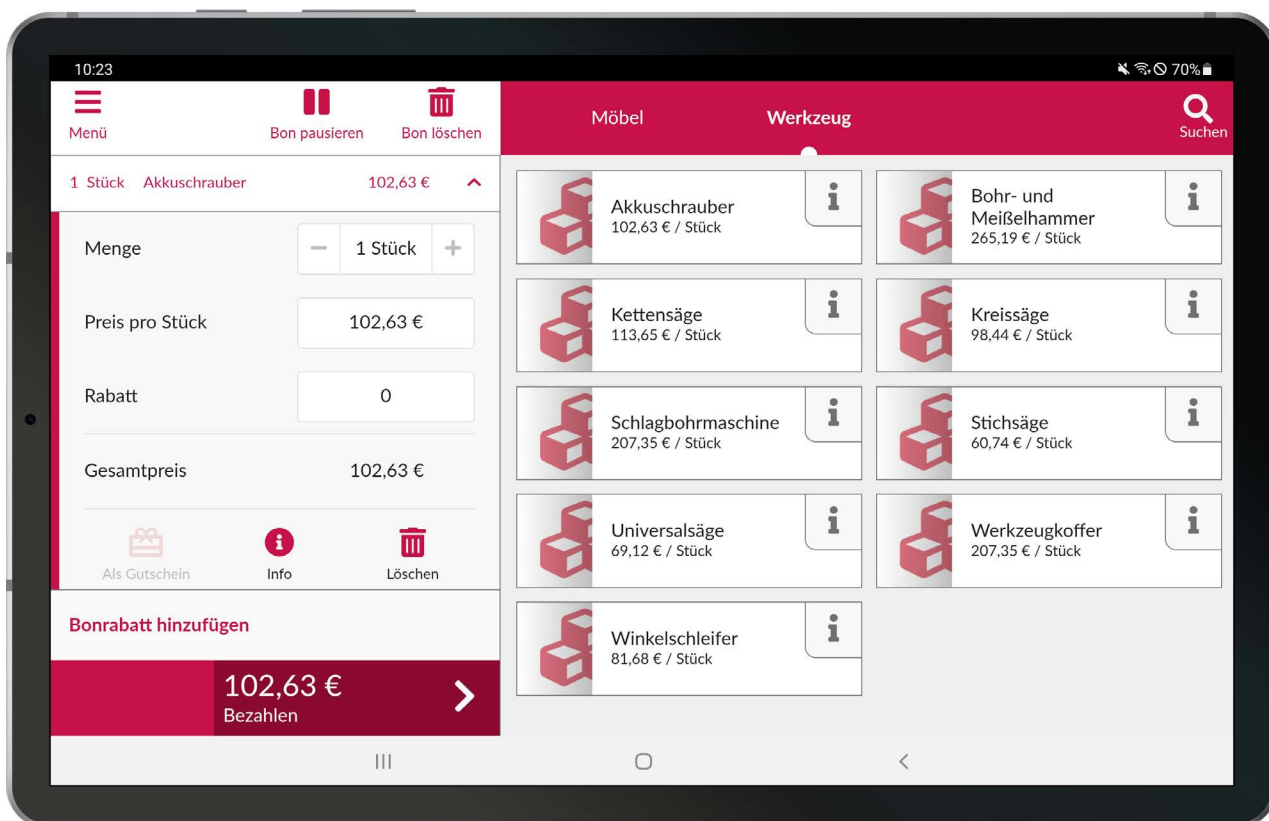 10:23
70%
Menü
Bon pausieren
Bon löschen
Möbel
Werkzeug
Suchen
1 Stück Akkuschrauber 102,63 €
Menge
1 Stück
Preis pro Stück
102,63 €
Rabatt
0
Gesamtpreis
102,63 €
Als Gutschein
Info
Löschen
Bonrabatt hinzufügen
102,63 €
Bezahlen
Akkuschrauber
102,63 € / Stück
Bohr- und
Meißelhammer
265,19 € / Stück
Kettensäge
113,65 € / Stück
Kreissäge
98,44 € / Stück
Schlagbohrmaschine
207,35 € / Stück
Stichsäge
60,74 € / Stück
Universalsäge
69,12 € / Stück
Werkzeugkoffer
207,35 € / Stück
Winkelschleifer
81,68 € / Stück